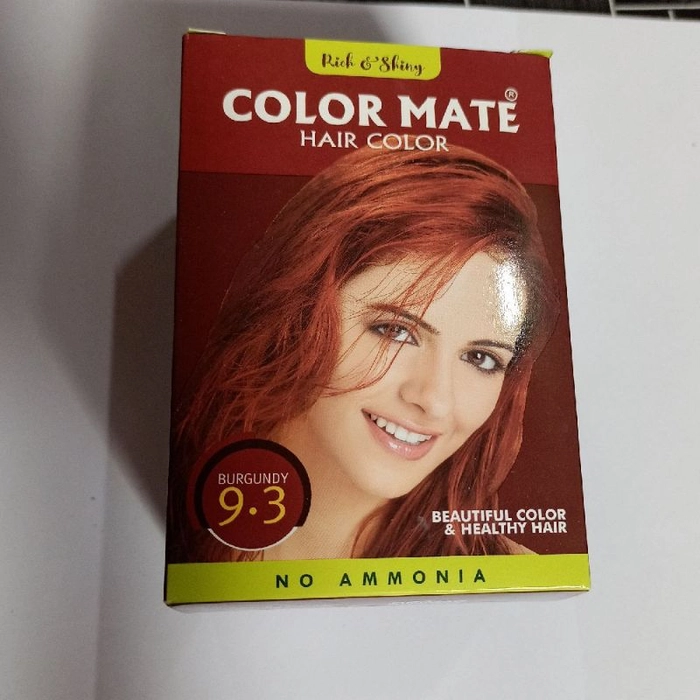 Rich & Shiny
COLOR MATE®
HAIR COLOR
BURGUNDY
9.3
BEAUTIFUL COLOR
& HEALTHY HAIR
NO AMMONIA